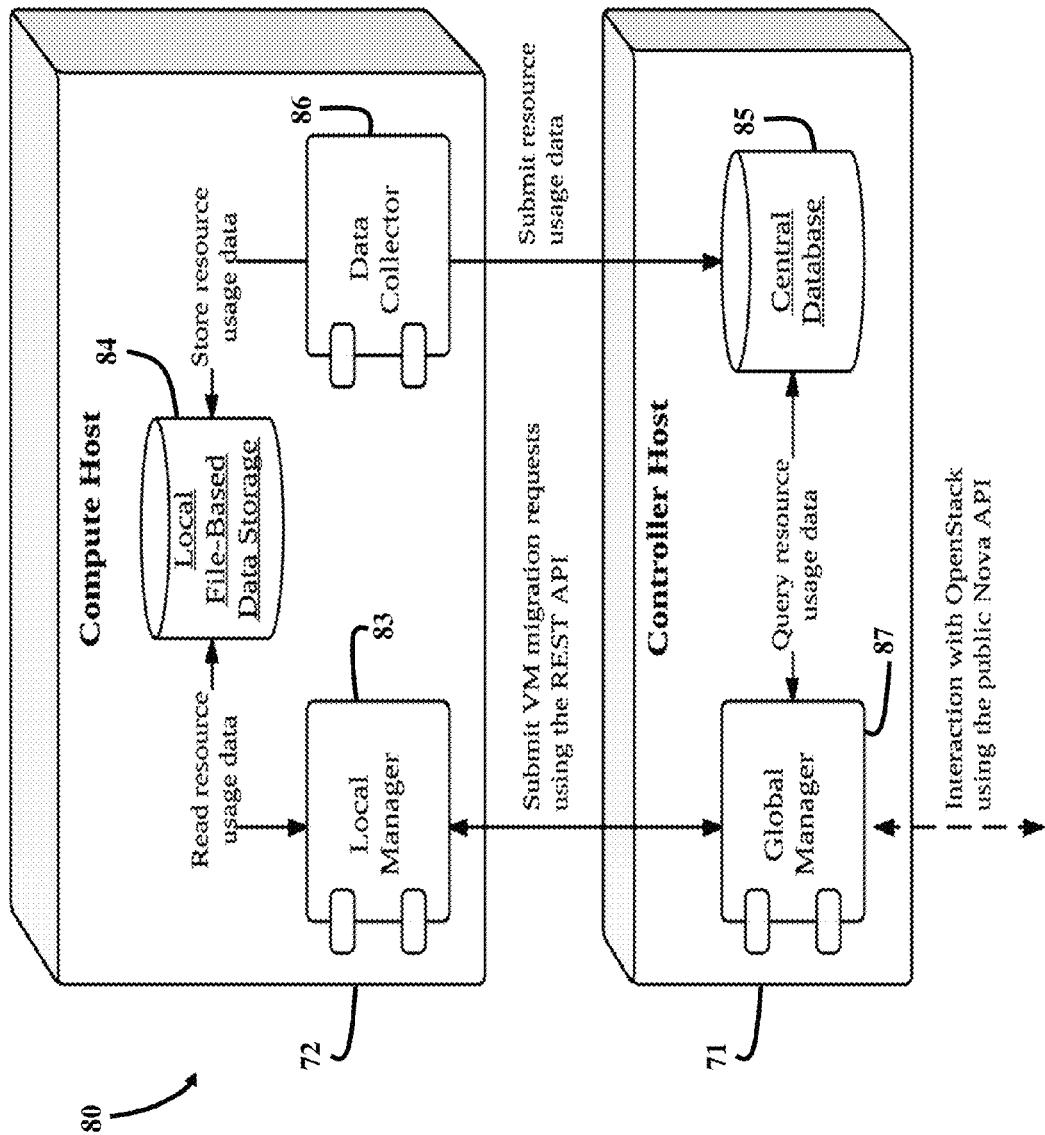 80
72
Compute Host
84
Local
File-Based
Data Storage
Read resource
usage data
Store resource
usage data
83
Local
Manager
86
Data
Collector
Submit VM migration requests
using the REST API
Submit resource
usage data
71
Controller Host
Global
Manager
87
Query resource
usage data
85
Central
Database
Interaction with OpenStack
using the public Nova API